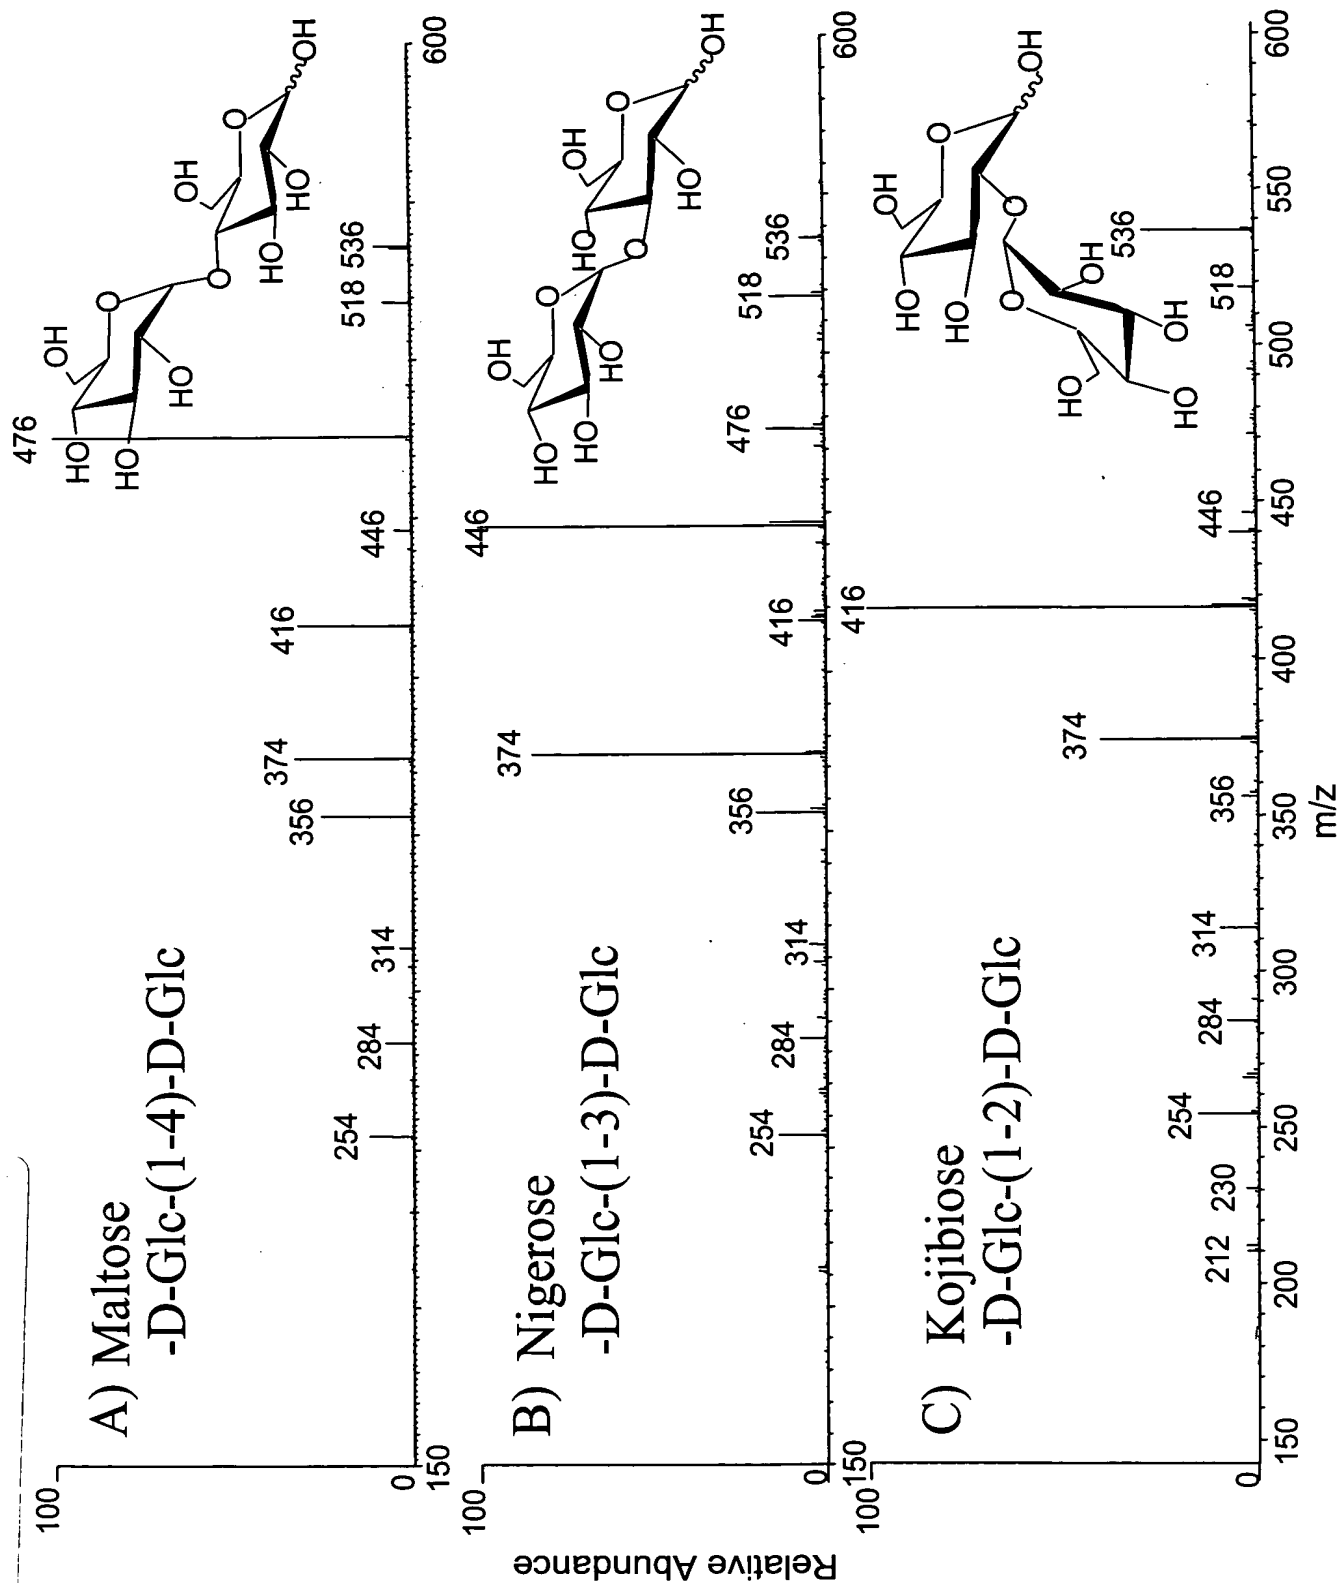 Relative Abundance
A) Maltose
-D-Glc-(1-4)-D-Glc
100
0
254
284
314
356
374
416
446
476
518
536
OH
O
OH
O
HO
HO
HO
O
HO
HO
OH
150
600
B) Nigerose
-D-Glc-(1-3)-D-Glc
100
0
254
284
314
356
374
416
446
476
518
536
OH
O
OH
O
HO
HO
HO
HO
O
HO
OH
150
600
C) Kojibiose
-D-Glc-(1-2)-D-Glc
100
0
212
230
254
284
314
356
374
416
446
518
536
OH
O
HO
HO
O
OH
O
OH
OH
HO
HO
150
200
250
300
350
400
450
500
550
600
m/z